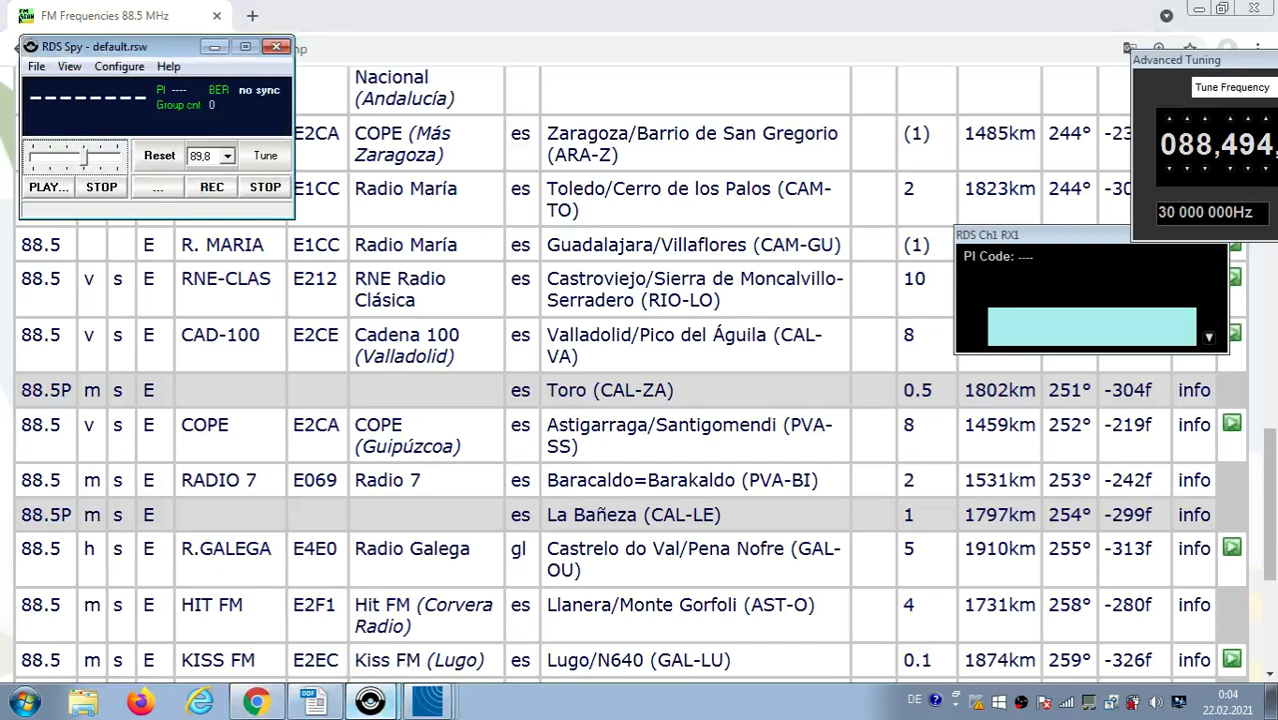 FM Frequencies 88.5 MHz
RDS Spy - default.rsw
File View Configure Help
PI ---- BER no sync
Group cnt 0
Reset 89,8 Tune
PLAY... STOP ... REC STOP
Advanced Tuning
Tune Frequency
088,494,
30 000 000Hz
RDS Ch1 RX1
PI Code: ----
Nacional
(Andalucía)
E2CA COPE (Más Zaragoza) es Zaragoza/Barrio de San Gregorio (ARA-Z) (1) 1485km 244°
E1CC Radio María es Toledo/Cerro de los Palos (CAM-TO) 2 1823km 244°
88.5 E R. MARIA E1CC Radio María es Guadalajara/Villaflores (CAM-GU) (1)
88.5 v s E RNE-CLAS E212 RNE Radio Clásica es Castroviejo/Sierra de Moncalvillo-Serradero (RIO-LO) 10
88.5 v s E CAD-100 E2CE Cadena 100 (Valladolid) es Valladolid/Pico del Águila (CAL-VA) 8
88.5P m s E es Toro (CAL-ZA) 0.5 1802km 251° -304f info
88.5 v s E COPE E2CA COPE (Guipúzcoa) es Astigarraga/Santigomendi (PVA-SS) 8 1459km 252° -219f info
88.5 m s E RADIO 7 E069 Radio 7 es Baracaldo=Barakaldo (PVA-BI) 2 1531km 253° -242f info
88.5P m s E es La Bañeza (CAL-LE) 1 1797km 254° -299f info
88.5 h s E R.GALEGA E4E0 Radio Galega gl Castrelo do Val/Pena Nofre (GAL-OU) 5 1910km 255° -313f info
88.5 m s E HIT FM E2F1 Hit FM (Corvera Radio) es Llanera/Monte Gorfoli (AST-O) 4 1731km 258° -280f info
88.5 m s E KISS FM E2EC Kiss FM (Lugo) es Lugo/N640 (GAL-LU) 0.1 1874km 259° -326f info
DE
0:04
22.02.2021